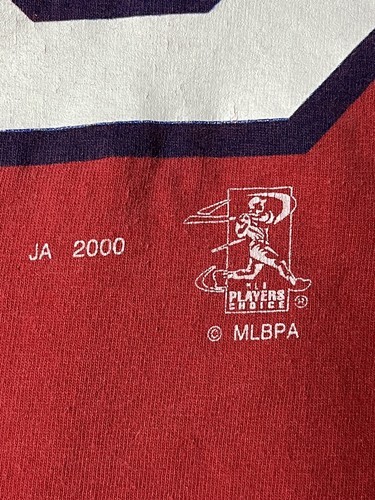 JA 2000
MLB
PLAYERS
CHOICE
© MLBPA